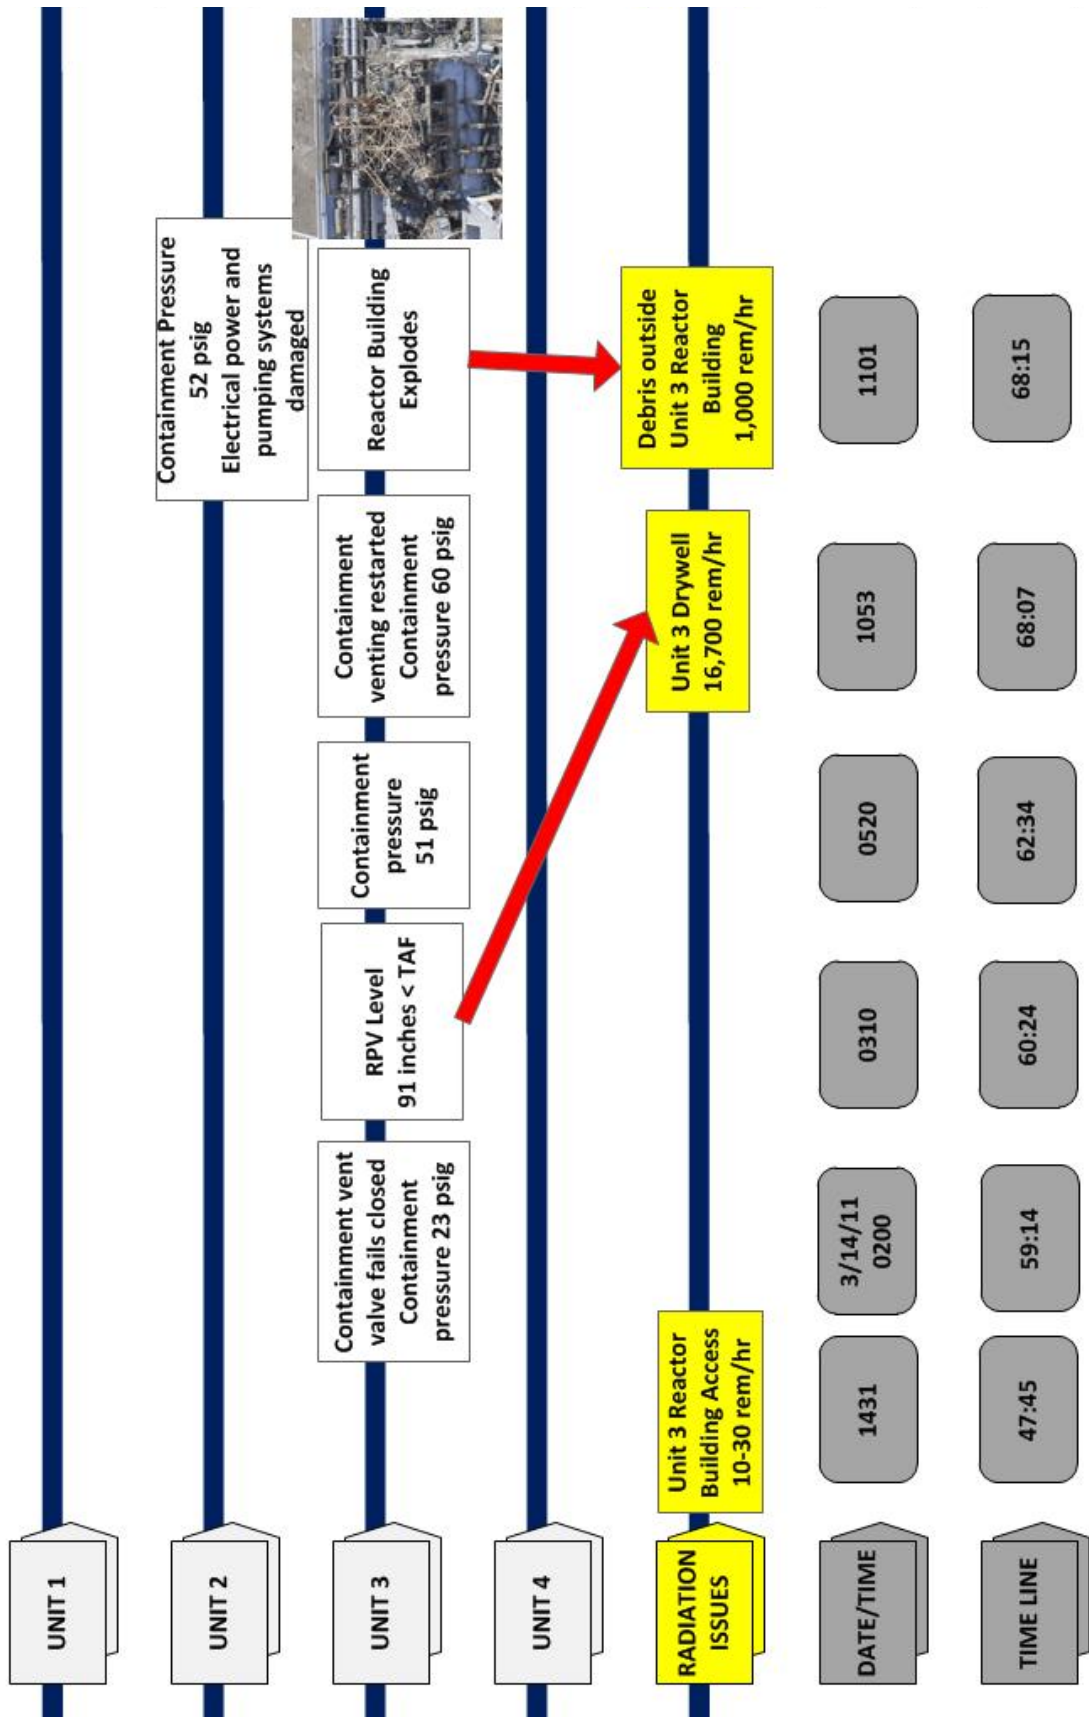 UNIT 1
UNIT 2
Containment Pressure
52 psig
Electrical power and
pumping systems
damaged
UNIT 3
Containment vent
valve fails closed
Containment
pressure 23 psig
RPV Level
91 inches < TAF
Containment
pressure
51 psig
Containment
venting restarted
Containment
pressure 60 psig
Reactor Building
Explodes
UNIT 4
RADIATION
ISSUES
Unit 3 Reactor
Building Access
10-30 rem/hr
Unit 3 Drywell
16,700 rem/hr
Debris outside
Unit 3 Reactor
Building
1,000 rem/hr
DATE/TIME
1431
3/14/11
0200
0310
0520
1053
1101
TIME LINE
47:45
59:14
60:24
62:34
68:07
68:15